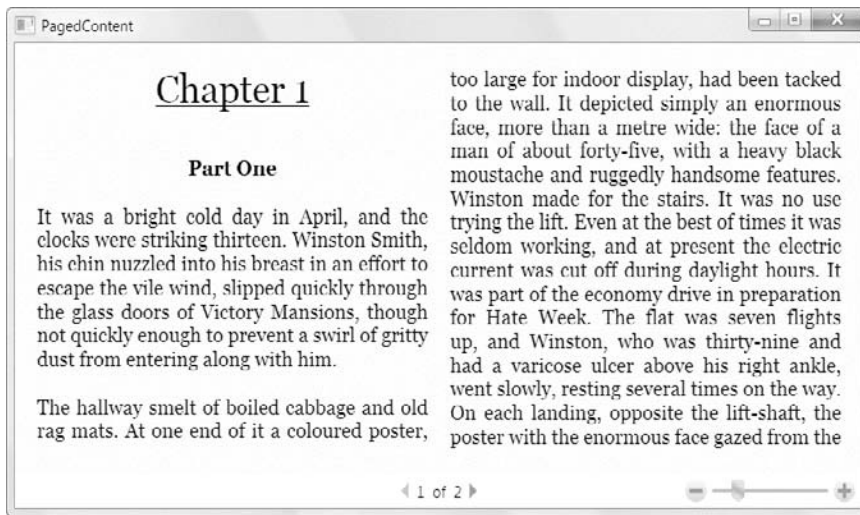 PagedContent
Chapter 1
Part One
It was a bright cold day in April, and the
clocks were striking thirteen. Winston Smith,
his chin nuzzled into his breast in an effort to
escape the vile wind, slipped quickly through
the glass doors of Victory Mansions, though
not quickly enough to prevent a swirl of gritty
dust from entering along with him.
The hallway smelt of boiled cabbage and old
rag mats. At one end of it a coloured poster,
too large for indoor display, had been tacked
to the wall. It depicted simply an enormous
face, more than a metre wide: the face of a
man of about forty-five, with a heavy black
moustache and ruggedly handsome features.
Winston made for the stairs. It was no use
trying the lift. Even at the best of times it was
seldom working, and at present the electric
current was cut off during daylight hours. It
was part of the economy drive in preparation
for Hate Week. The flat was seven flights
up, and Winston, who was thirty-nine and
had a varicose ulcer above his right ankle,
went slowly, resting several times on the way.
On each landing, opposite the lift-shaft, the
poster with the enormous face gazed from the
1 of 2